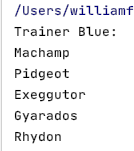 /Users/williamf
Trainer Blue:
Machamp
Pidgeot
Exeggutor
Gyarados
Rhydon